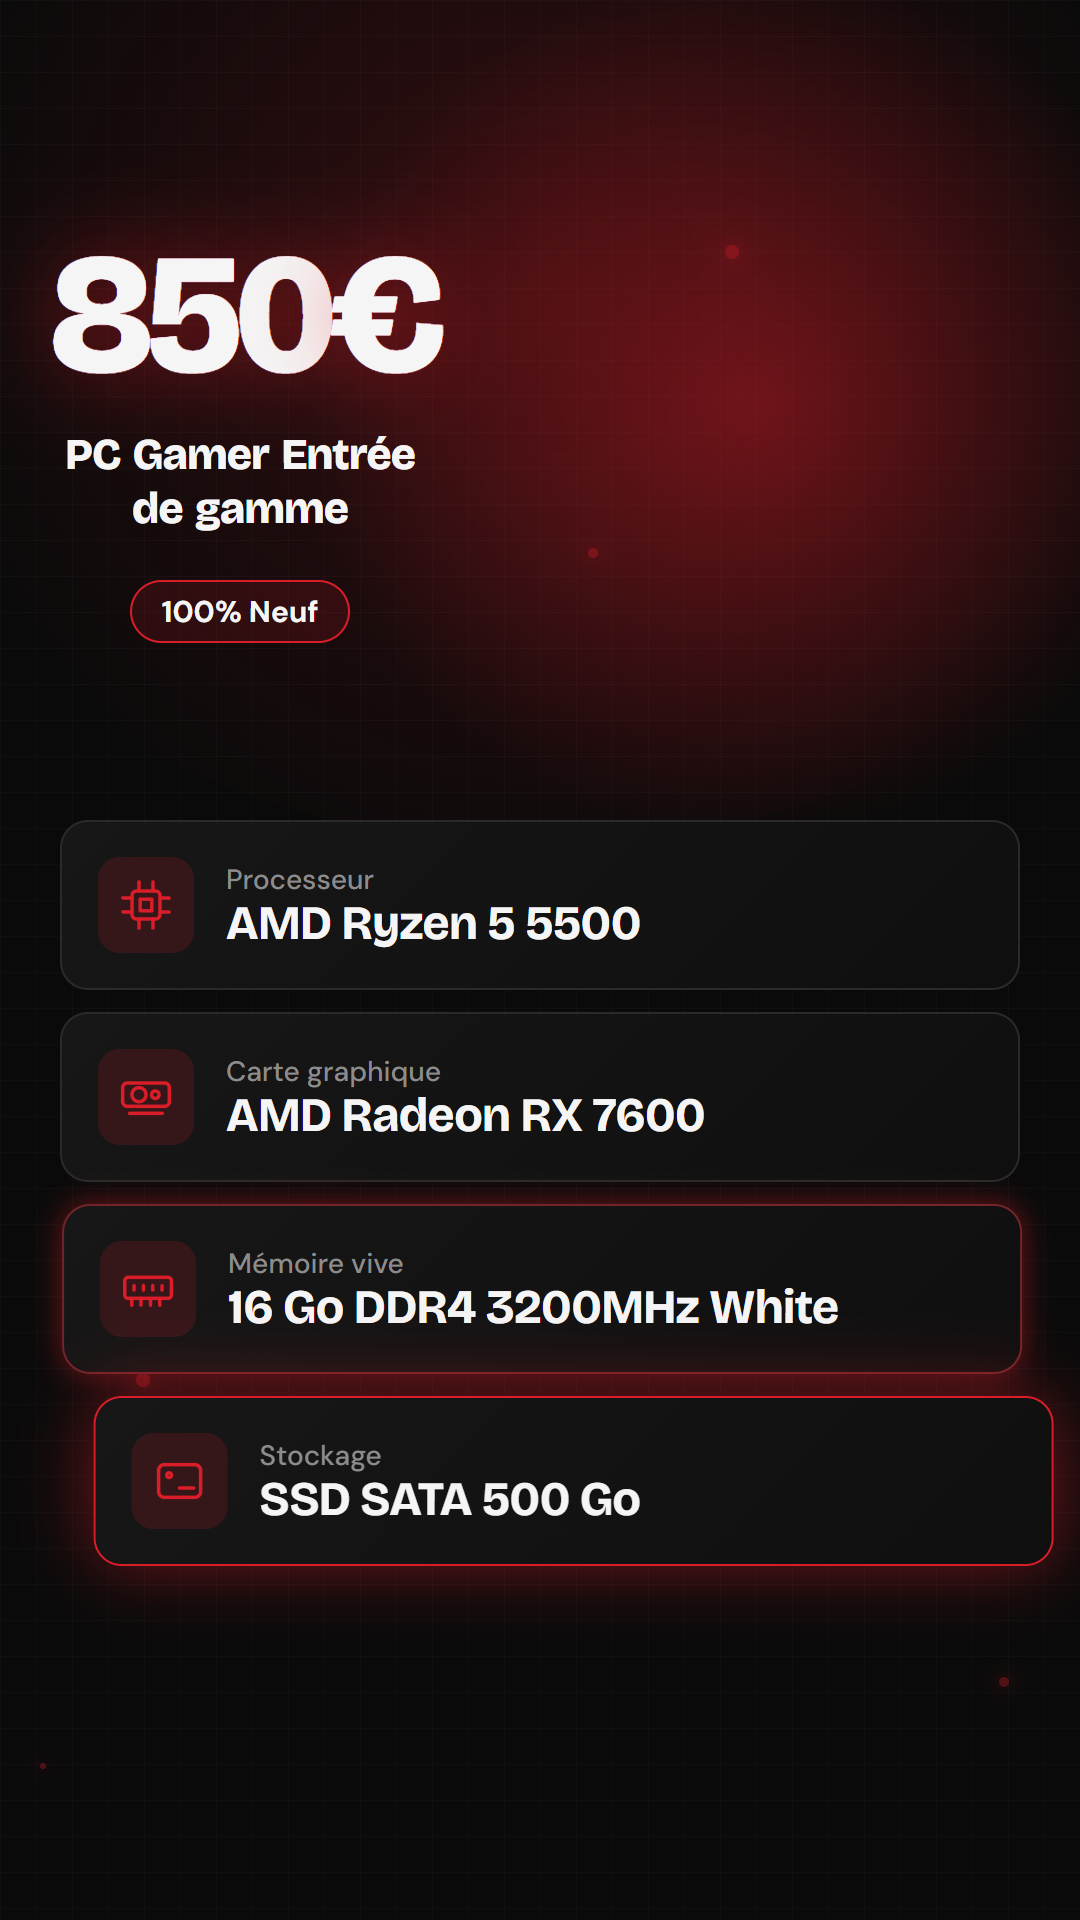 850€
PC Gamer Entrée
de gamme
100% Neuf
Processeur
AMD Ryzen 5 5500
Carte graphique
AMD Radeon RX 7600
Mémoire vive
16 Go DDR4 3200MHz White
Stockage
SSD SATA 500 Go